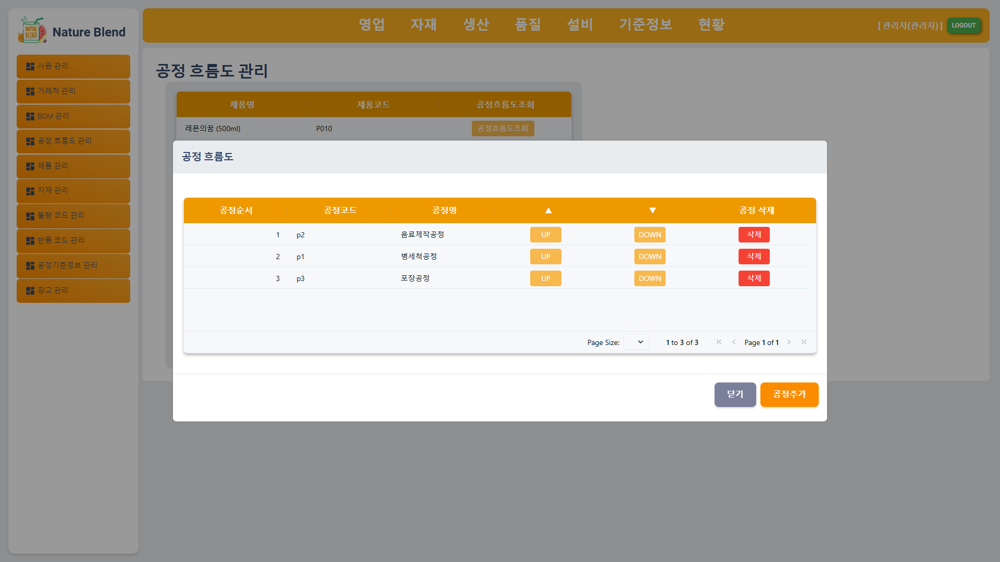 NATURE BLEND
Nature Blend
영업 자재 생산 품질 설비 기준정보 현황
[ 관리자(관리자) ] LOGOUT
사원 관리
거래처 관리
BOM 관리
공정 흐름도 관리
제품 관리
자재 관리
불량 코드 관리
반품 코드 관리
공정기준정보 관리
창고 관리
공정 흐름도 관리
제품명 제품코드 공정흐름도조회
레몬의꿈 (500ml) P010 공정흐름도조회
공정 흐름도
공정순서 공정코드 공정명 ▲ ▼ 공정 삭제
1 p2 음료제작공정 UP DOWN 삭제
2 p1 병세척공정 UP DOWN 삭제
3 p3 포장공정 UP DOWN 삭제
Page Size: 1 to 3 of 3 Page 1 of 1
닫기 공정추가